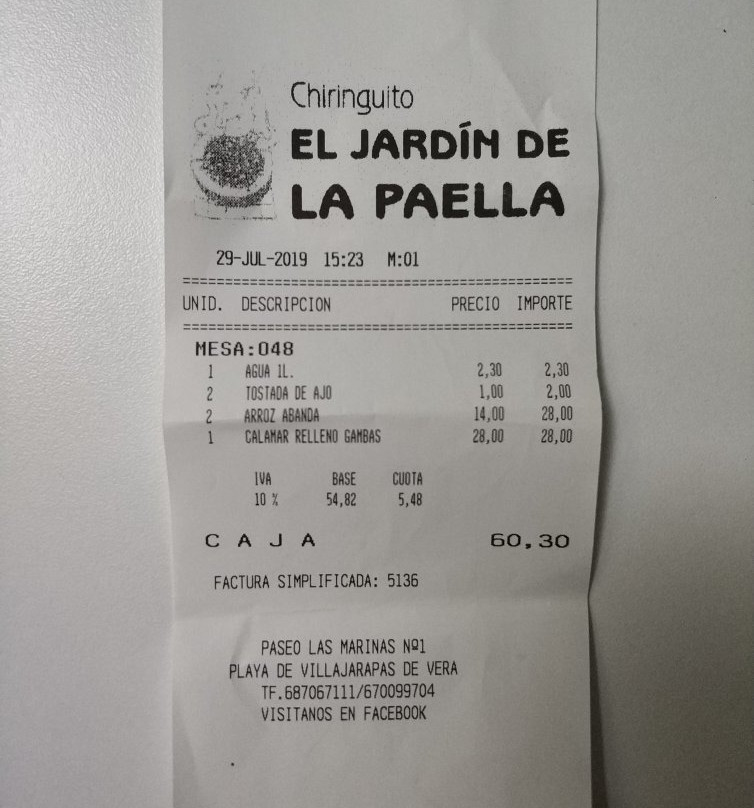 Chiringuito
EL JARDÍN DE
LA PAELLA
29-JUL-2019 15:23 M:01
UNID. DESCRIPCION PRECIO IMPORTE
MESA:048
1 AGUA 1L. 2,30 2,30
2 TOSTADA DE AJO 1,00 2,00
2 ARROZ ABANDA 14,00 28,00
1 CALAMAR RELLENO GAMBAS 28,00 28,00
IVA BASE CUOTA
10 % 54,82 5,48
C A J A 60,30
FACTURA SIMPLIFICADA: 5136
PASEO LAS MARINAS Nº1
PLAYA DE VILLAJARAPAS DE VERA
TF.687067111/670099704
VISITANOS EN FACEBOOK